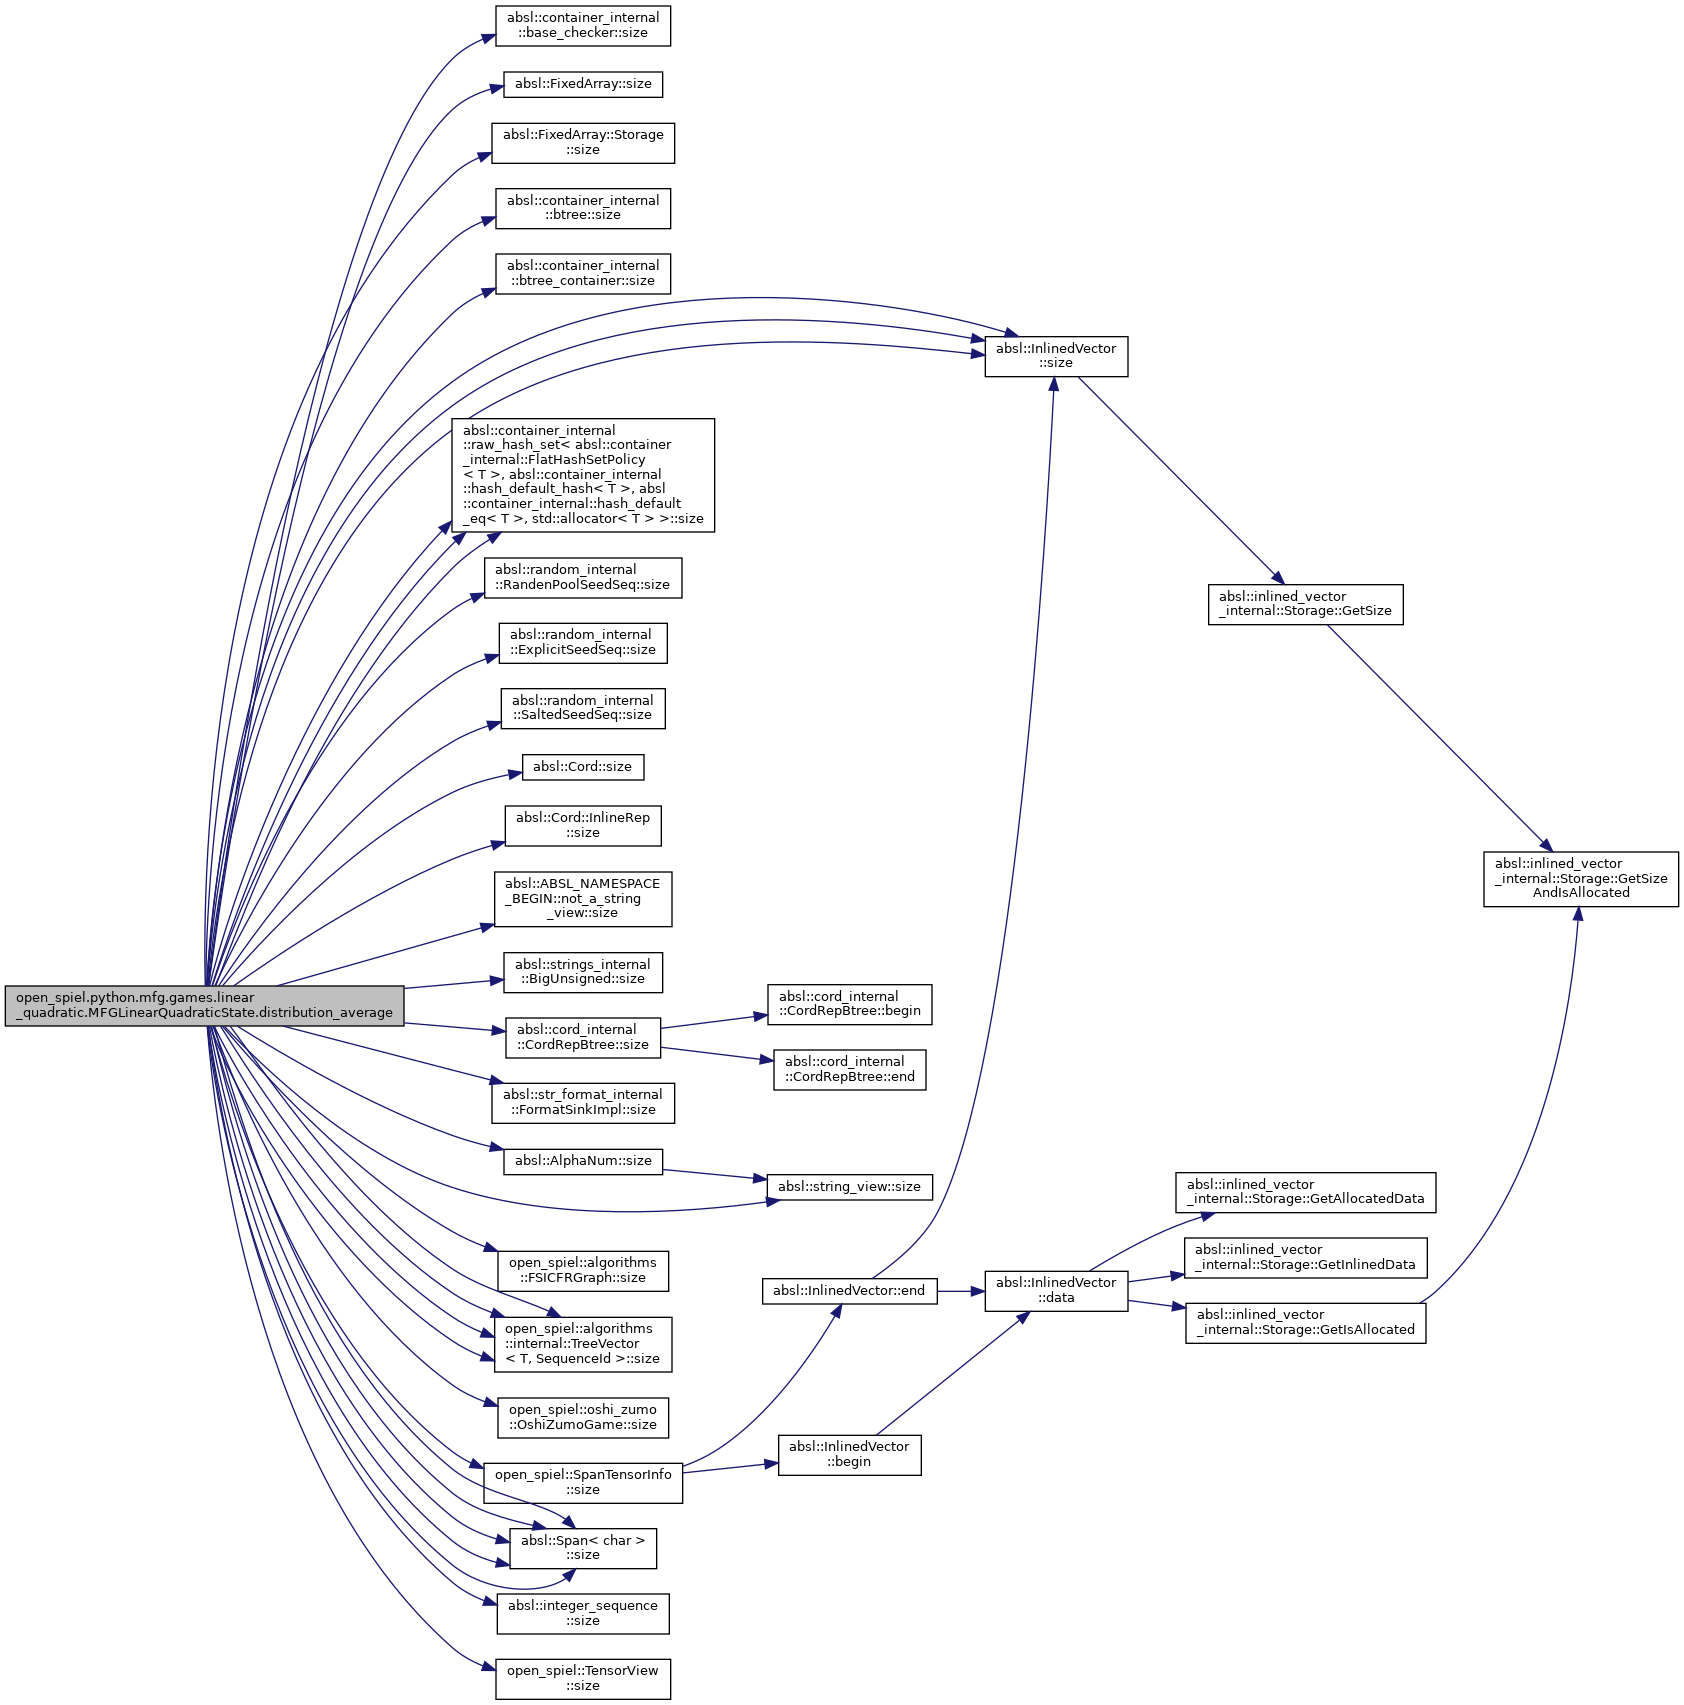 absl::container_internal
::base_checker::size
absl::FixedArray::size
absl::FixedArray::Storage
::size
absl::container_internal
::btree::size
absl::container_internal
::btree_container::size
absl::InlinedVector
::size
absl::container_internal
::raw_hash_set< absl::container
_internal::FlatHashSetPolicy
< T >, absl::container_internal
::hash_default_hash< T >, absl
::container_internal::hash_default
_eq< T >, std::allocator< T > >::size
absl::random_internal
::RandenPoolSeedSeq::size
absl::inlined_vector
_internal::Storage::GetSize
absl::random_internal
::ExplicitSeedSeq::size
absl::random_internal
::SaltedSeedSeq::size
absl::Cord::size
absl::Cord::InlineRep
::size
absl::inlined_vector
_internal::Storage::GetSize
AndIsAllocated
absl::ABSL_NAMESPACE
_BEGIN::not_a_string
_view::size
absl::strings_internal
::BigUnsigned::size
open_spiel.python.mfg.games.linear
_quadratic.MFGLinearQuadraticState.distribution_average
absl::cord_internal
::CordRepBtree::begin
absl::cord_internal
::CordRepBtree::size
absl::cord_internal
::CordRepBtree::end
absl::str_format_internal
::FormatSinkImpl::size
absl::AlphaNum::size
absl::string_view::size
absl::inlined_vector
_internal::Storage::GetAllocatedData
absl::inlined_vector
_internal::Storage::GetInlinedData
open_spiel::algorithms
::FSICFRGraph::size
absl::InlinedVector::end
absl::InlinedVector
::data
absl::inlined_vector
_internal::Storage::GetIsAllocated
open_spiel::algorithms
::internal::TreeVector
< T, SequenceId >::size
open_spiel::oshi_zumo
::OshiZumoGame::size
absl::InlinedVector
::begin
open_spiel::SpanTensorInfo
::size
absl::Span< char >
::size
absl::integer_sequence
::size
open_spiel::TensorView
::size